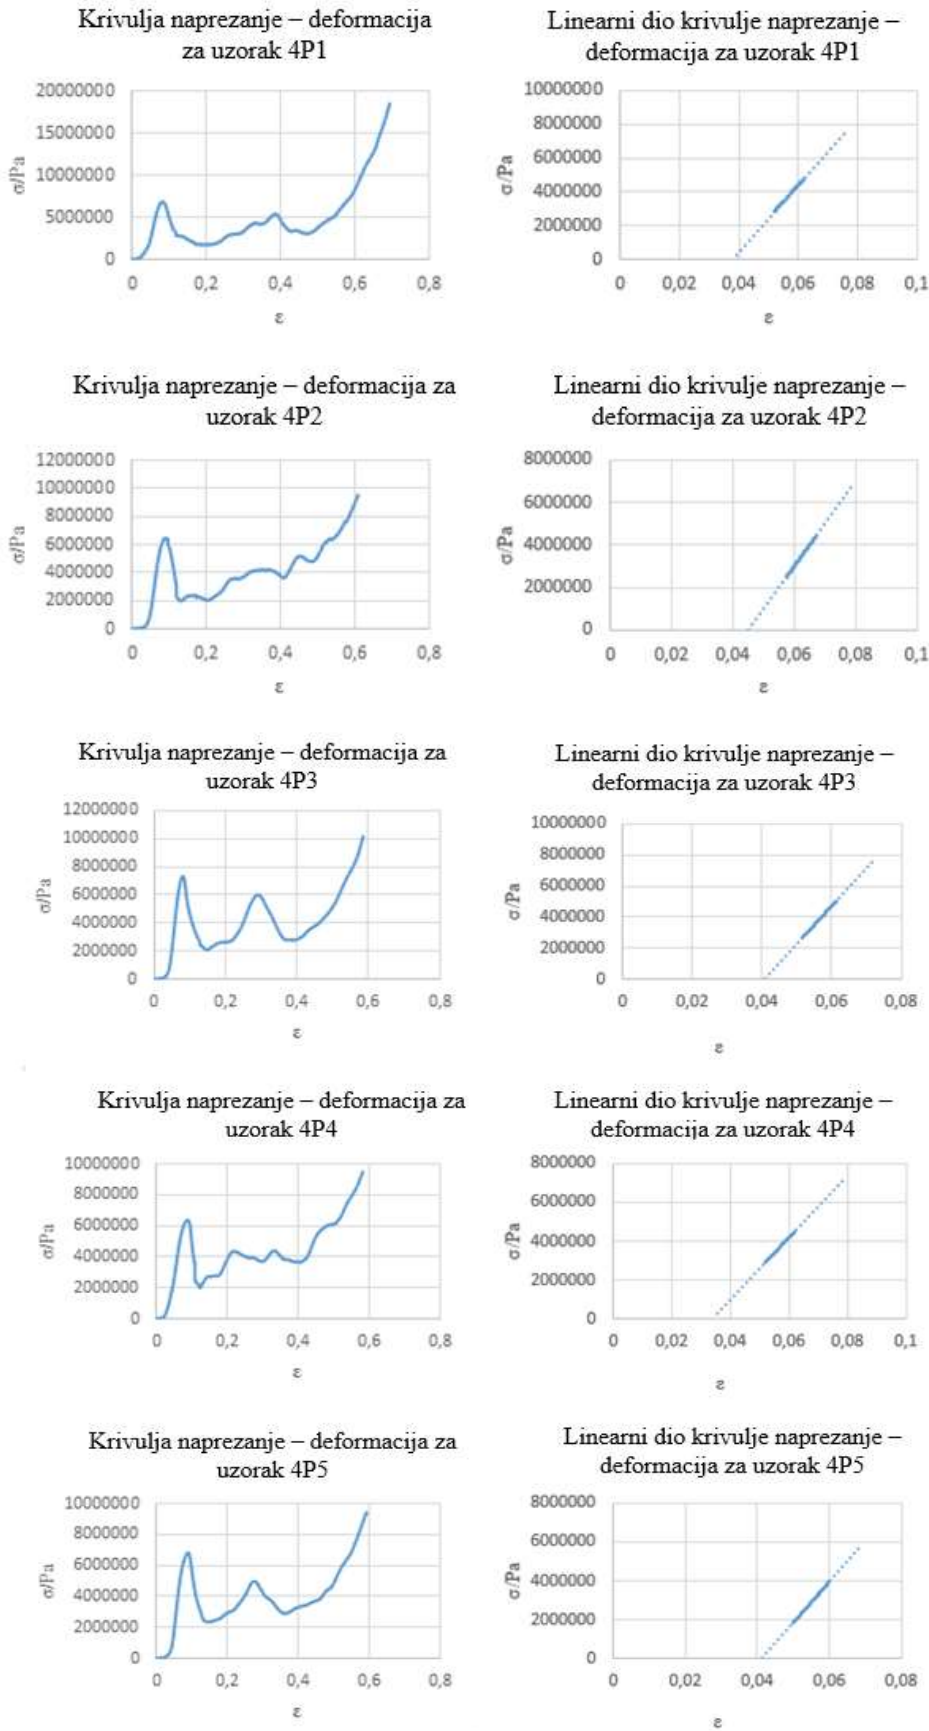 Krivulja naprezanje – deformacija
za uzorak 4P1
20000000
15000000
10000000
5000000
0
σ/Pa
0 0,2 0,4 0,6 0,8
ε
Linearni dio krivulje naprezanje –
deformacija za uzorak 4P1
10000000
8000000
6000000
4000000
2000000
0
σ/Pa
0 0,02 0,04 0,06 0,08 0,1
ε
Krivulja naprezanje – deformacija za
uzorak 4P2
12000000
10000000
8000000
6000000
4000000
2000000
0
σ/Pa
0 0,2 0,4 0,6 0,8
ε
Linearni dio krivulje naprezanje –
deformacija za uzorak 4P2
8000000
6000000
4000000
2000000
0
σ/Pa
0 0,02 0,04 0,06 0,08 0,1
ε
Krivulja naprezanje – deformacija za
uzorak 4P3
12000000
10000000
8000000
6000000
4000000
2000000
0
σ/Pa
0 0,2 0,4 0,6 0,8
ε
Linearni dio krivulje naprezanje –
deformacija za uzorak 4P3
10000000
8000000
6000000
4000000
2000000
0
σ/Pa
0 0,02 0,04 0,06 0,08
ε
Krivulja naprezanje – deformacija za
uzorak 4P4
10000000
8000000
6000000
4000000
2000000
0
σ/Pa
0 0,2 0,4 0,6 0,8
ε
Linearni dio krivulje naprezanje –
deformacija za uzorak 4P4
8000000
6000000
4000000
2000000
0
σ/Pa
0 0,02 0,04 0,06 0,08 0,1
ε
Krivulja naprezanje – deformacija za
uzorak 4P5
10000000
8000000
6000000
4000000
2000000
0
σ/Pa
0 0,2 0,4 0,6 0,8
ε
Linearni dio krivulje naprezanje –
deformacija za uzorak 4P5
8000000
6000000
4000000
2000000
0
σ/Pa
0 0,02 0,04 0,06 0,08
ε